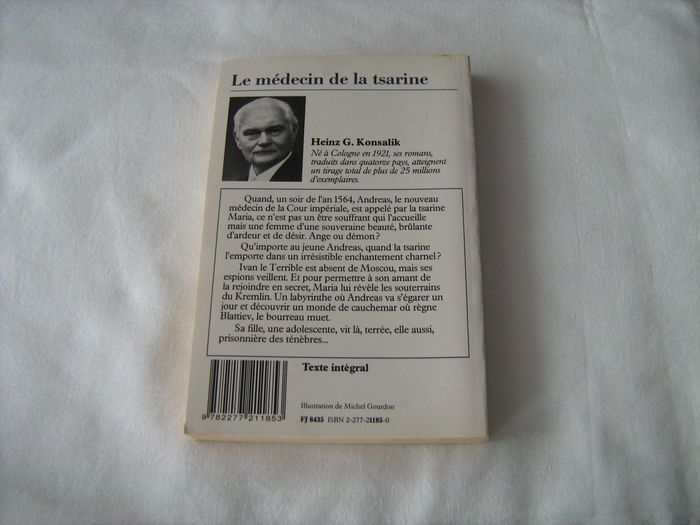 Le médecin de la tsarine
Heinz G. Konsalik
Né à Cologne en 1921, ses romans,
traduits dans quatorze pays, atteignent
un tirage total de plus de 25 millions
d'exemplaires.
Quand, un soir de l'an 1564, Andreas, le nouveau
médecin de la Cour impériale, est appelé par la tsarine
Maria, ce n'est pas un être souffrant qui l'accueille
mais une femme d'une souveraine beauté, brûlante
d'ardeur et de désir. Ange ou démon ?
Qu'importe au jeune Andreas, quand la tsarine
l'emporte dans un irrésistible enchantement charnel ?
Ivan le Terrible est absent de Moscou, mais ses
espions veillent. Et pour permettre à son amant de
la rejoindre en secret, Maria lui révèle les souterrains
du Kremlin. Un labyrinthe où Andreas va s'égarer un
jour et découvrir un monde de cauchemar où règne
Blattiev, le bourreau muet.
Sa fille, une adolescente, vit là, terrée, elle aussi,
prisonnière des ténèbres...
Texte intégral
Illustration de Michel Gourdon
9 782277 211853
FJ 8435 ISBN 2-277-21185-0